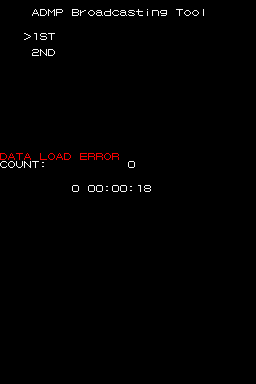 ADMP Broadcasting Tool
>1ST
2ND
DATA LOAD ERROR
COUNT: 0
0 00:00:18